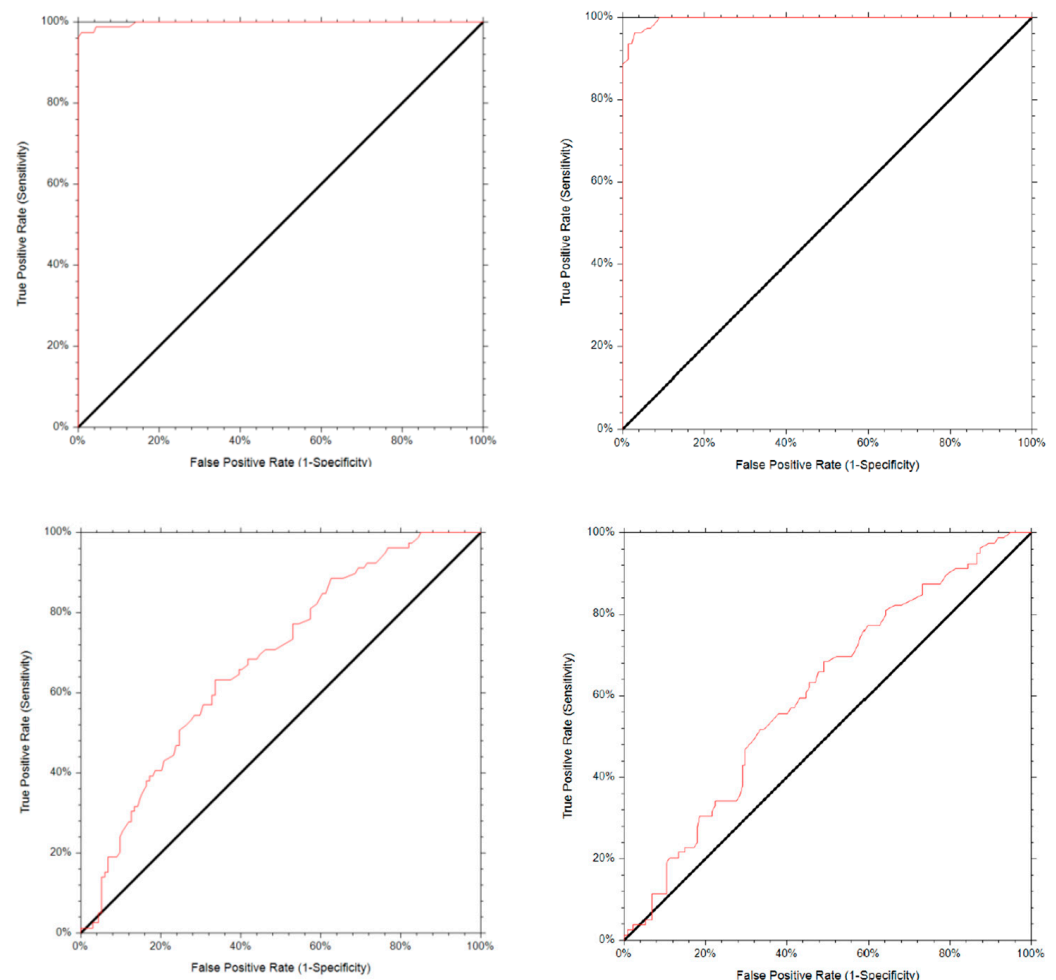 100%
80%
60%
40%
20%
0%
True Positive Rate (Sensitivity)
0% 20% 40% 60% 80% 100%
False Positive Rate (1-Specificity)
100%
80%
60%
40%
20%
0%
True Positive Rate (Sensitivity)
0% 20% 40% 60% 80% 100%
False Positive Rate (1-Specificity)
100%
80%
60%
40%
20%
0%
True Positive Rate (Sensitivity)
0% 20% 40% 60% 80% 100%
False Positive Rate (1-Specificity)
100%
80%
60%
40%
20%
0%
True Positive Rate (Sensitivity)
0% 20% 40% 60% 80% 100%
False Positive Rate (1-Specificity)